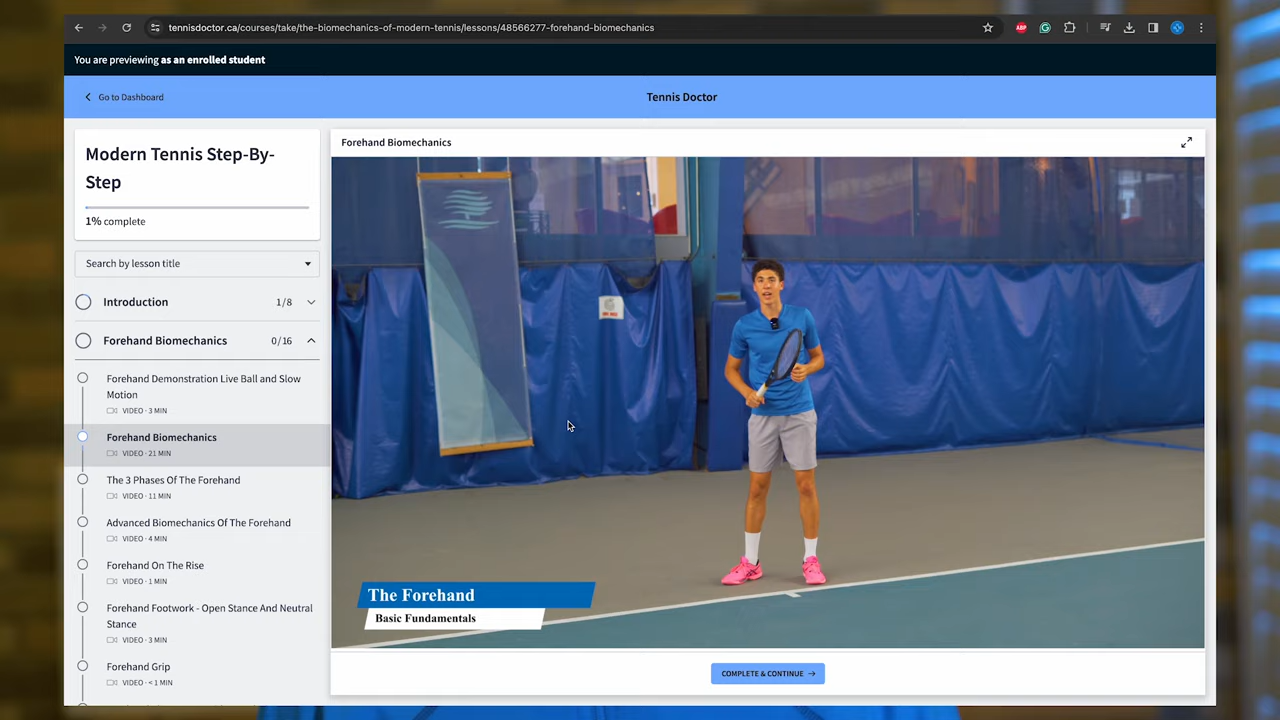 tennisdoctor.ca/courses/take/the-biomechanics-of-modern-tennis/lessons/48566277-forehand-biomechanics
ABP
You are previewing as an enrolled student
Go to Dashboard
Tennis Doctor
Modern Tennis Step-By-
Step
1% complete
Search by lesson title
Introduction 1/8
Forehand Biomechanics 0/16
Forehand Demonstration Live Ball and Slow
Motion
VIDEO · 3 MIN
Forehand Biomechanics
VIDEO · 21 MIN
The 3 Phases Of The Forehand
VIDEO · 11 MIN
Advanced Biomechanics Of The Forehand
VIDEO · 4 MIN
Forehand On The Rise
VIDEO · 1 MIN
Forehand Footwork - Open Stance And Neutral
Stance
VIDEO · 3 MIN
Forehand Grip
VIDEO · < 1 MIN
Forehand Biomechanics
The Forehand
Basic Fundamentals
COMPLETE & CONTINUE